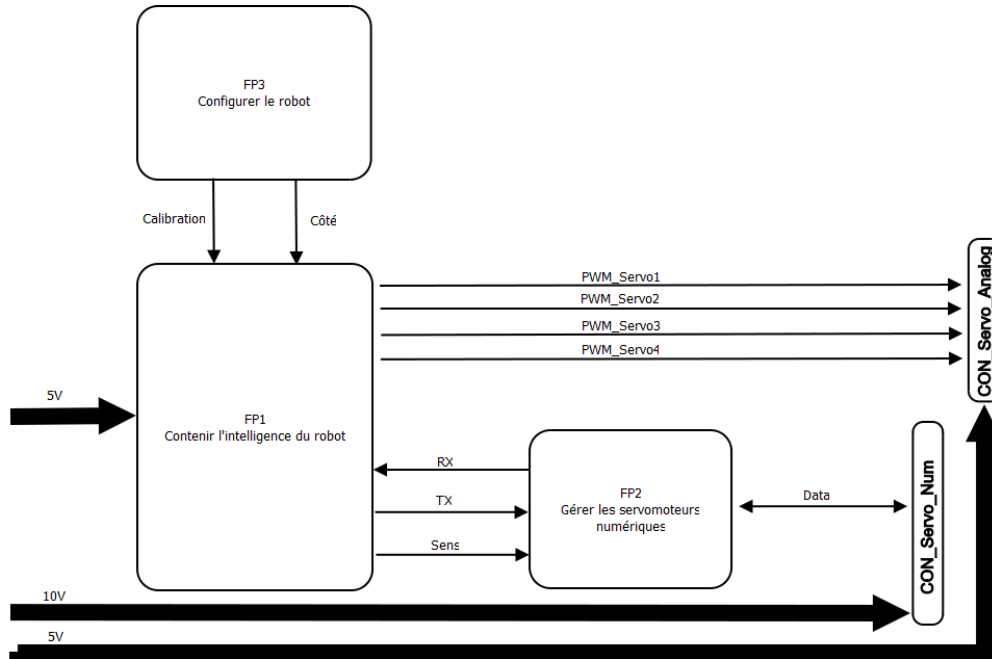 FP3
Configurer le robot
Calibration
Côté
PWM_Servo1
PWM_Servo2
PWM_Servo3
PWM_Servo4
CON_Servo_Analog
5V
FP1
Contenir l'intelligence du robot
RX
TX
Sens
FP2
Gérer les servomoteurs
numériques
Data
CON_Servo_Num
10V
5V